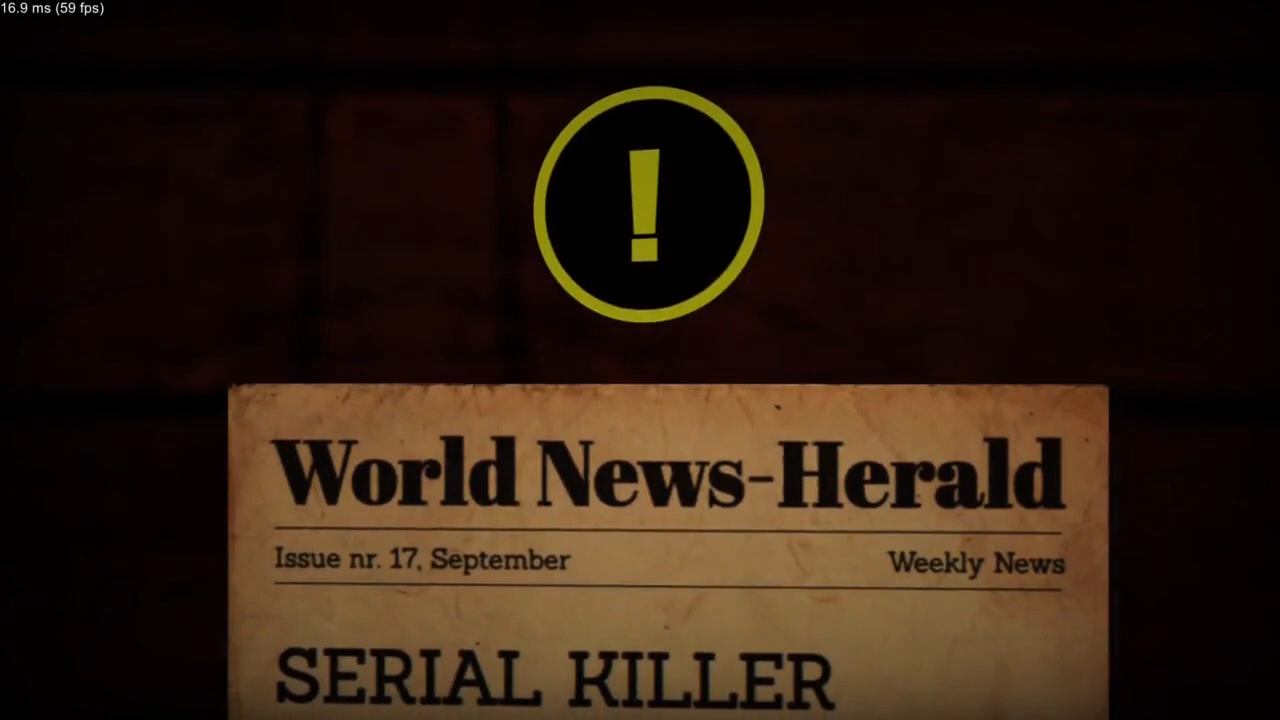 16.9 ms (59 fps)
!
World News-Herald
Issue nr. 17, September Weekly News
SERIAL KILLER